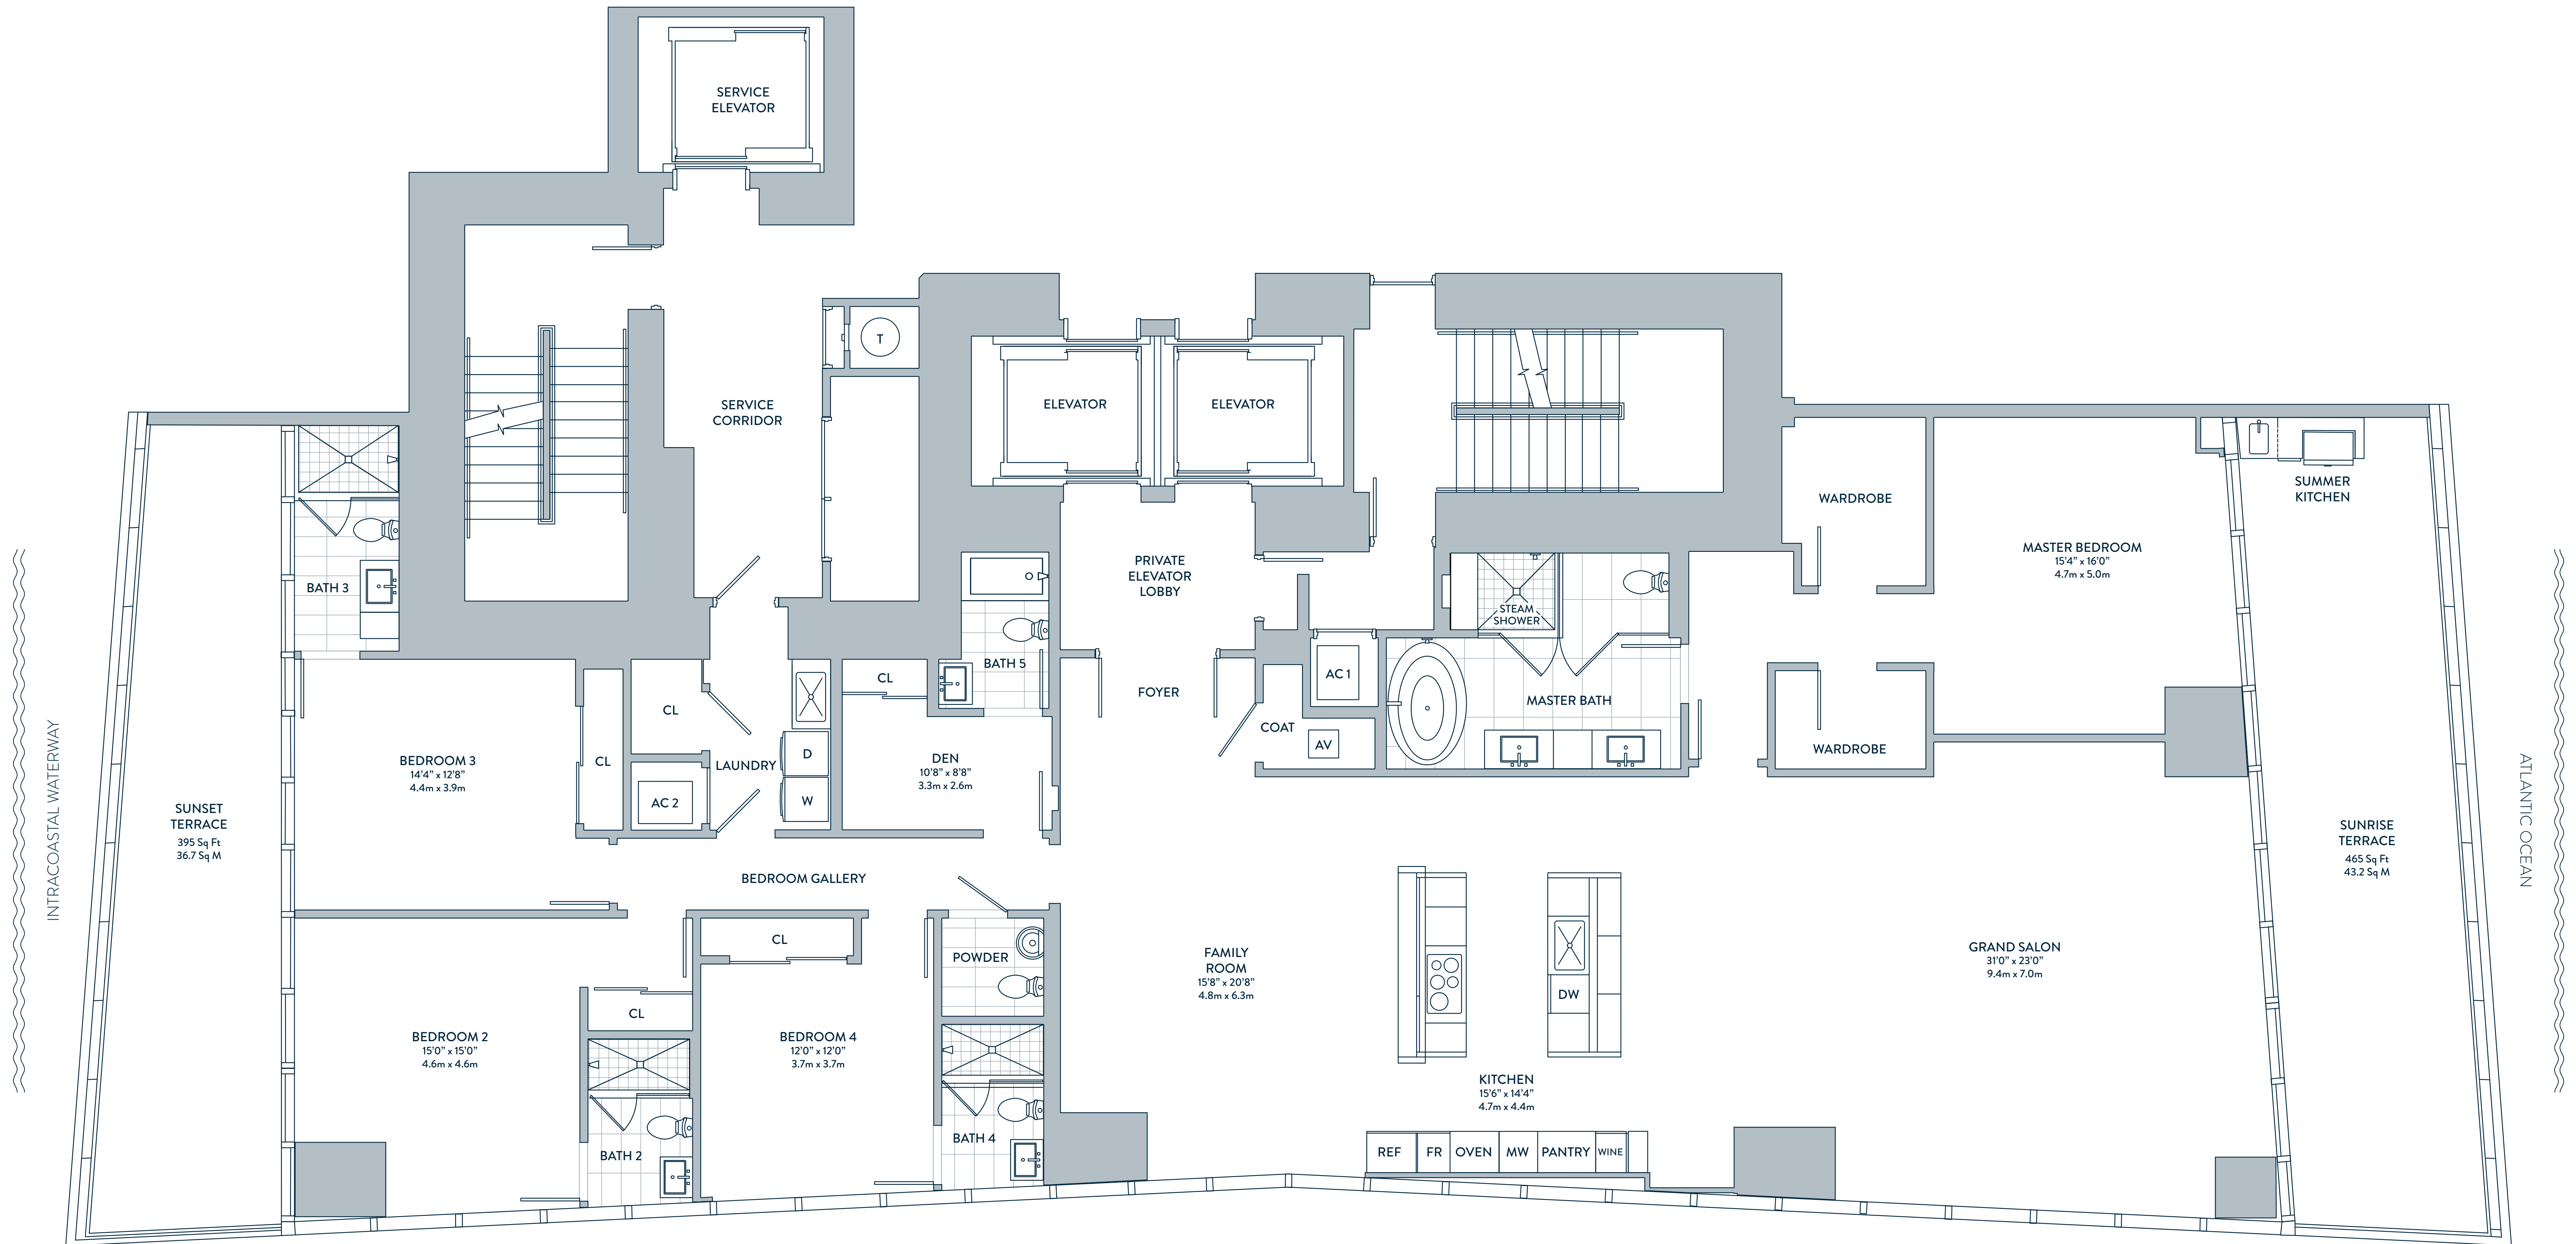 SERVICE
ELEVATOR
T
SERVICE
CORRIDOR
ELEVATOR
ELEVATOR
SUMMER
KITCHEN
WARDROBE
MASTER BEDROOM
15'4" x 16'0"
4.7m x 5.0m
PRIVATE
ELEVATOR
LOBBY
BATH 3
STEAM
SHOWER
BATH 5
CL
AC 1
FOYER
MASTER BATH
CL
COAT
AV
WARDROBE
BEDROOM 3
14'4" x 12'8"
4.4m x 3.9m
CL
LAUNDRY
D
W
AC 2
DEN
10'8" x 8'8"
3.3m x 2.6m
INTRACOASTAL WATERWAY
SUNSET
TERRACE
395 Sq Ft
36.7 Sq M
SUNRISE
TERRACE
465 Sq Ft
43.2 Sq M
ATLANTIC OCEAN
BEDROOM GALLERY
CL
POWDER
FAMILY
ROOM
15'8" x 20'8"
4.8m x 6.3m
GRAND SALON
31'0" x 23'0"
9.4m x 7.0m
DW
CL
BEDROOM 2
15'0" x 15'0"
4.6m x 4.6m
BEDROOM 4
12'0" x 12'0"
3.7m x 3.7m
KITCHEN
15'6" x 14'4"
4.7m x 4.4m
BATH 4
BATH 2
REF
FR
OVEN
MW
PANTRY
WINE